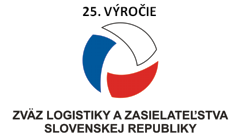 25. VÝROČIE
ZVÄZ LOGISTIKY A ZASIELATEĽSTVA
SLOVENSKEJ REPUBLIKY